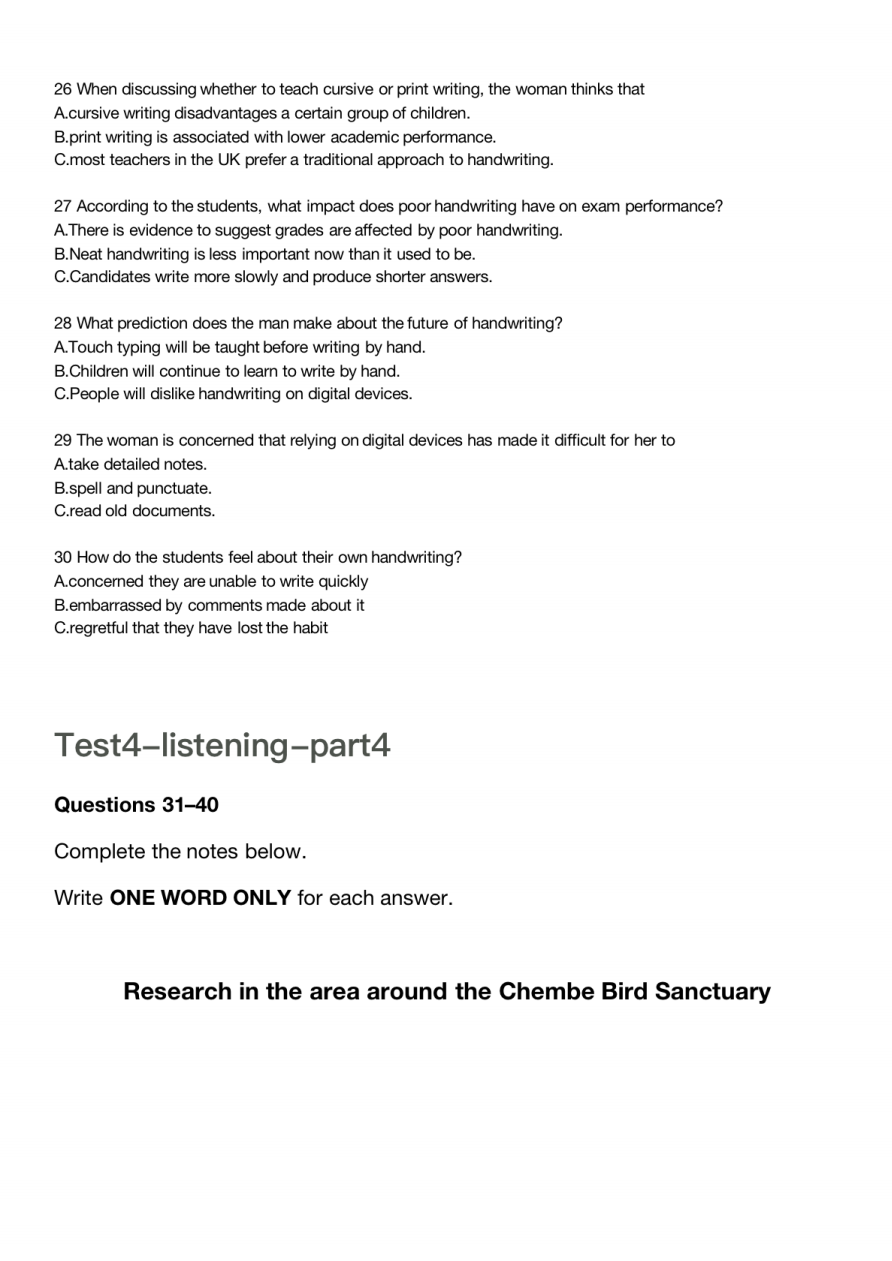 26 When discussing whether to teach cursive or print writing, the woman thinks that
A.cursive writing disadvantages a certain group of children.
B.print writing is associated with lower academic performance.
C.most teachers in the UK prefer a traditional approach to handwriting.
27 According to the students, what impact does poor handwriting have on exam performance?
A.There is evidence to suggest grades are affected by poor handwriting.
B.Neat handwriting is less important now than it used to be.
C.Candidates write more slowly and produce shorter answers.
28 What prediction does the man make about the future of handwriting?
A.Touch typing will be taught before writing by hand.
B.Children will continue to learn to write by hand.
C.People will dislike handwriting on digital devices.
29 The woman is concerned that relying on digital devices has made it difficult for her to
A.take detailed notes.
B.spell and punctuate.
C.read old documents.
30 How do the students feel about their own handwriting?
A.concerned they are unable to write quickly
B.embarrassed by comments made about it
C.regretful that they have lost the habit
Test4–listening–part4
Questions 31–40
Complete the notes below.
Write ONE WORD ONLY for each answer.
Research in the area around the Chembe Bird Sanctuary